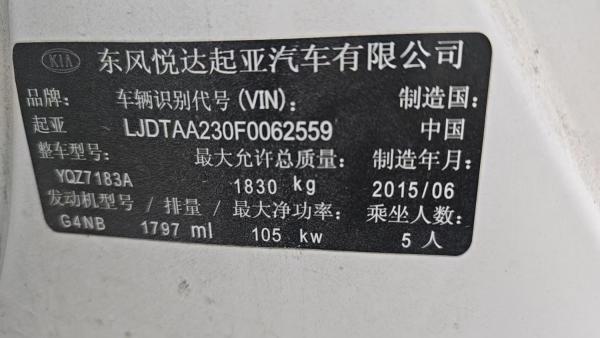 KIA 东风悦达起亚汽车有限公司
品牌: 车辆识别代号(VIN): 制造国:
起亚 LJDTAA230F0062559 中国
整车型号: 最大允许总质量: 制造年月:
YQZ7183A 1830 kg 2015/06
发动机型号/排量/最大净功率: 乘坐人数:
G4NB 1797 ml 105 kw 5 人